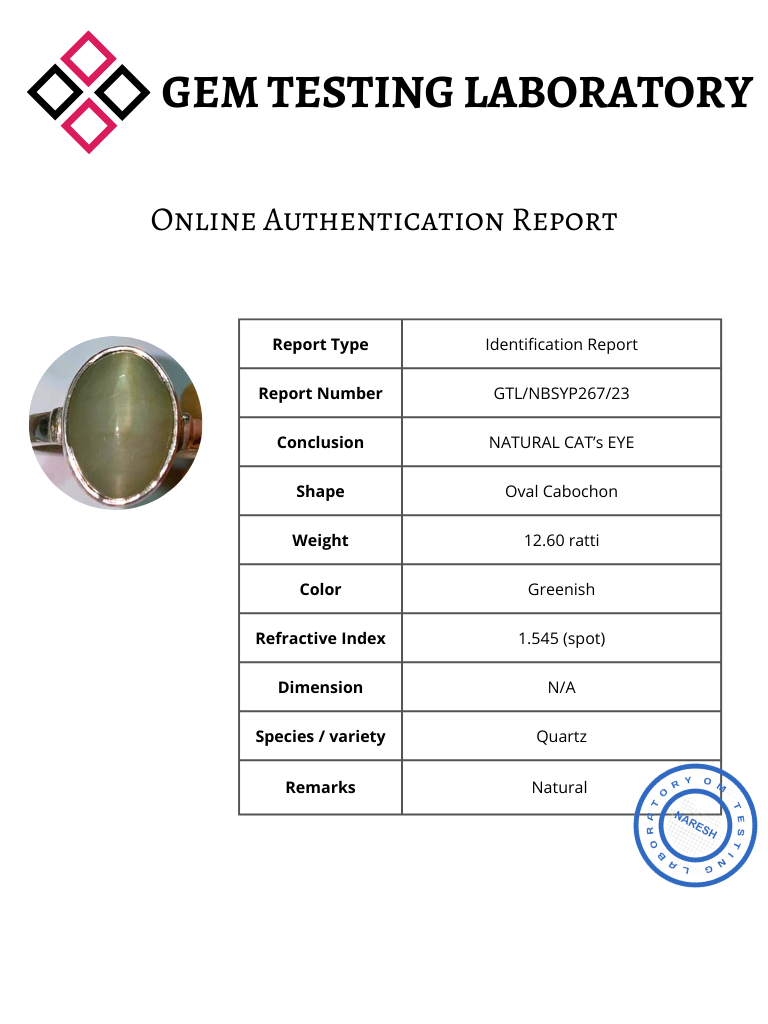 GEM TESTING LABORATORY
ONLINE AUTHENTICATION REPORT
Report Type Identification Report
Report Number GTL/NBSYP267/23
Conclusion NATURAL CAT’s EYE
Shape Oval Cabochon
Weight 12.60 ratti
Color Greenish
Refractive Index 1.545 (spot)
Dimension N/A
Species / variety Quartz
Remarks Natural
OM TESTING LABORATORY
NARESH